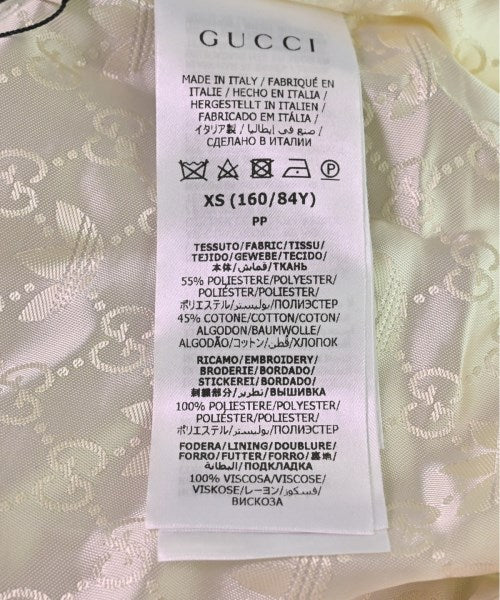 GUCCI
MADE IN ITALY / FABRIQUÉ EN
ITALIE / HECHO EN ITALIA /
HERGESTELLT IN ITALIEN /
FABRICADO EM ITÁLIA /
イタリア製 / صنع في إيطاليا /
СДЕЛАНО В ИТАЛИИ
P
XS (160/84Y)
PP
TESSUTO/FABRIC/TISSU/
TEJIDO/GEWEBE/TECIDO/
本体/قماش/ТКАНЬ
55% POLIESTERE/POLYESTER/
POLIÉSTER/POLIESTER/
ポリエステル/بوليستر/ПОЛИЭСТЕР
45% COTONE/COTTON/COTON/
ALGODON/BAUMWOLLE/
ALGODÃO/コットン/قطن/ХЛОПОК
RICAMO/EMBROIDERY/
BRODERIE/BORDADO/
STICKEREI/BORDADO/
刺繍部分/تطريز/ВЫШИВКА
100% POLIESTERE/POLYESTER/
POLIÉSTER/POLIESTER/
ポリエステル/بوليستر/ПОЛИЭСТЕР
FODERA/LINING/DOUBLURE/
FORRO/FUTTER/FORRO/裏地/
البطانة/ПОДКЛАДКА
100% VISCOSA/VISCOSE/
VISKOSE/レーヨン/فسكوز/
ВИСКОЗА